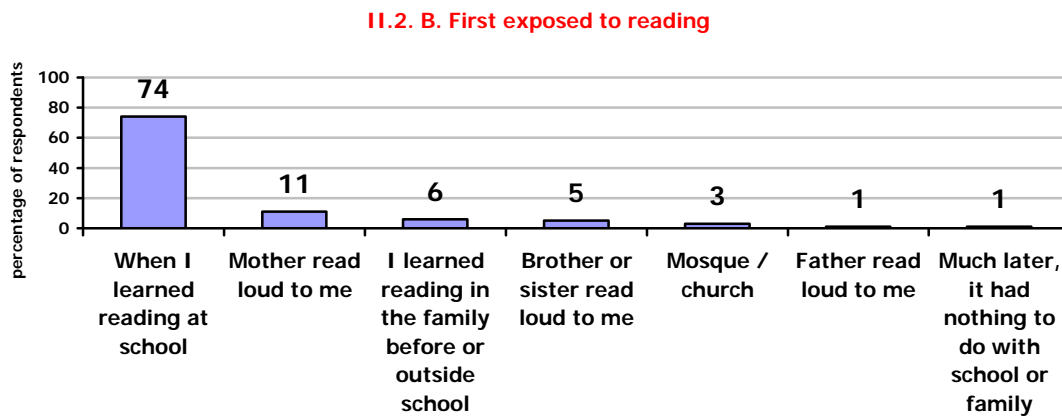 II.2. B. First exposed to reading
percentage of respondents
100
80
60
40
20
0
74
11
6
5
3
1
1
When I
learned
reading at
school
Mother read
loud to me
I learned
reading in
the family
before or
outside
school
Brother or
sister read
loud to me
Mosque /
church
Father read
loud to me
Much later,
it had
nothing to
do with
school or
family